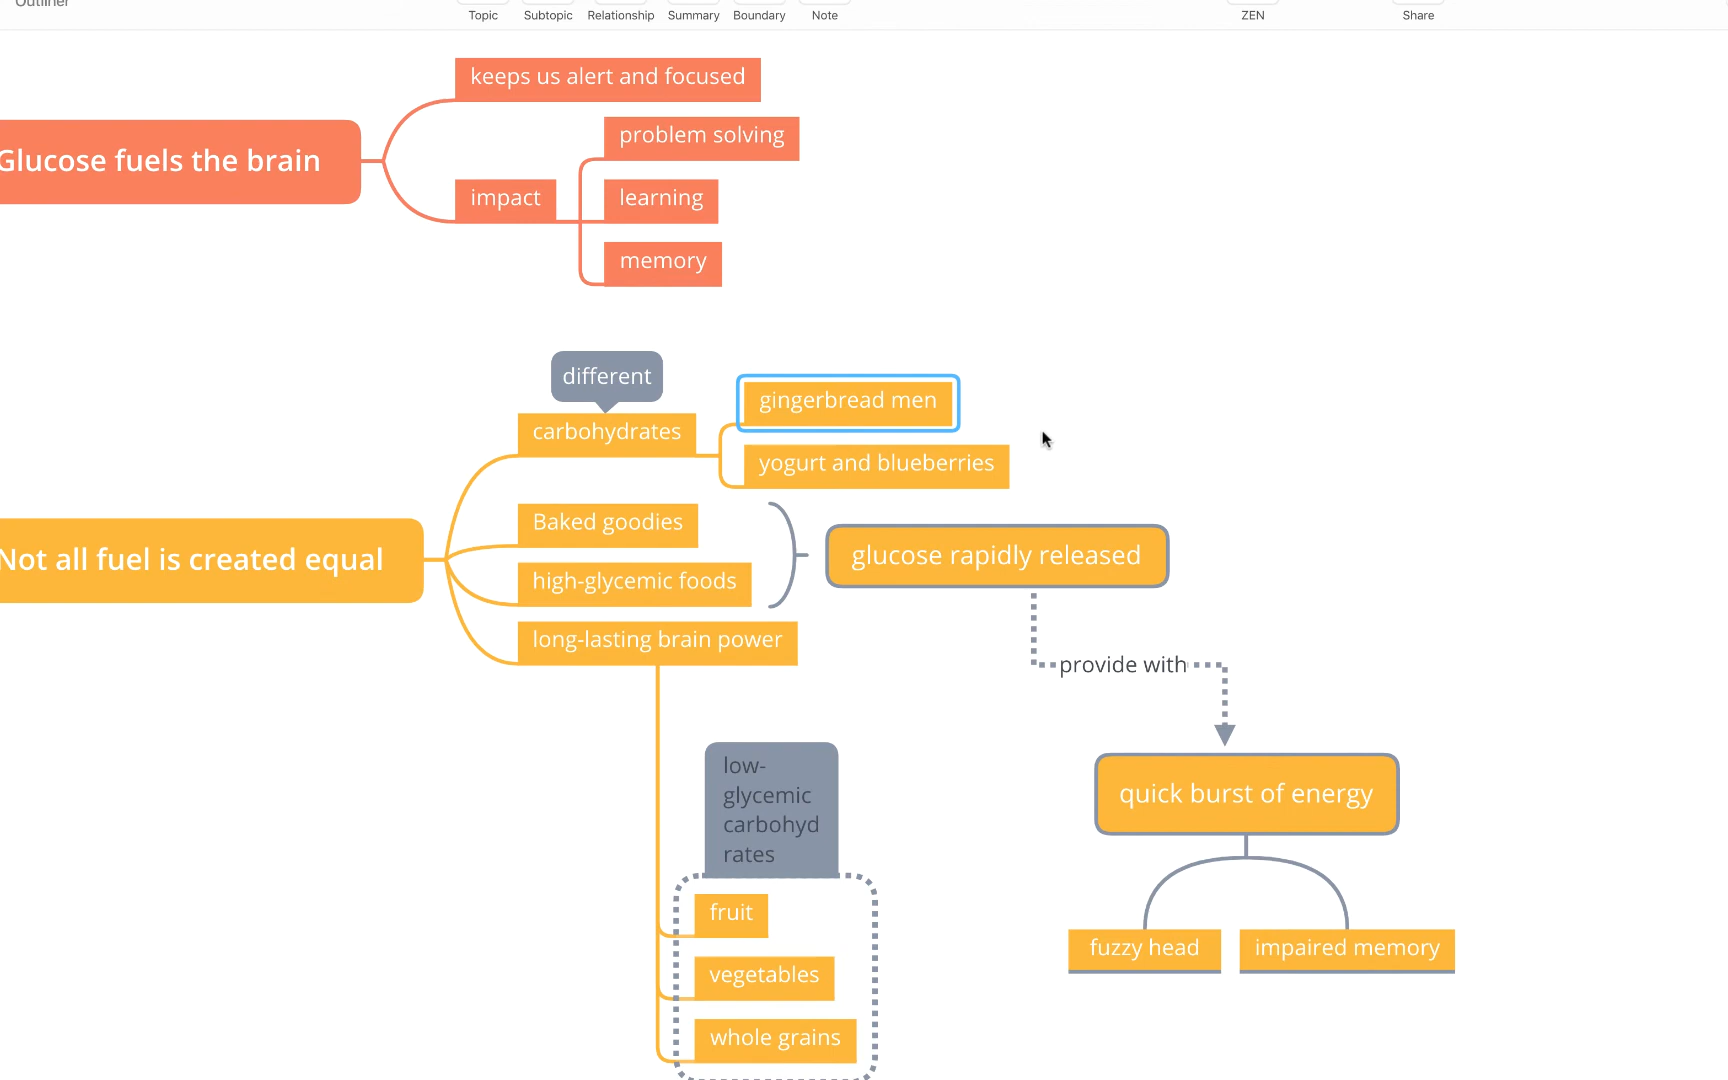 Outliner
Topic
Subtopic
Relationship
Summary
Boundary
Note
ZEN
Share
Glucose fuels the brain
keeps us alert and focused
impact
problem solving
learning
memory
Not all fuel is created equal
different
carbohydrates
gingerbread men
yogurt and blueberries
Baked goodies
high-glycemic foods
glucose rapidly released
long-lasting brain power
provide with
quick burst of energy
fuzzy head
impaired memory
low-
glycemic
carbohyd
rates
fruit
vegetables
whole grains